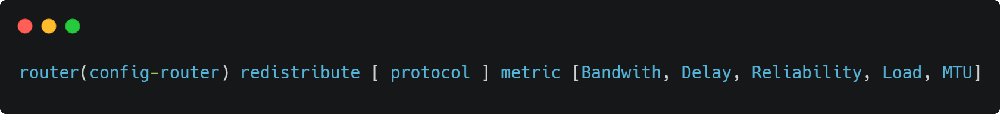 router(config-router) redistribute [ protocol ] metric [Bandwith, Delay, Reliability, Load, MTU]